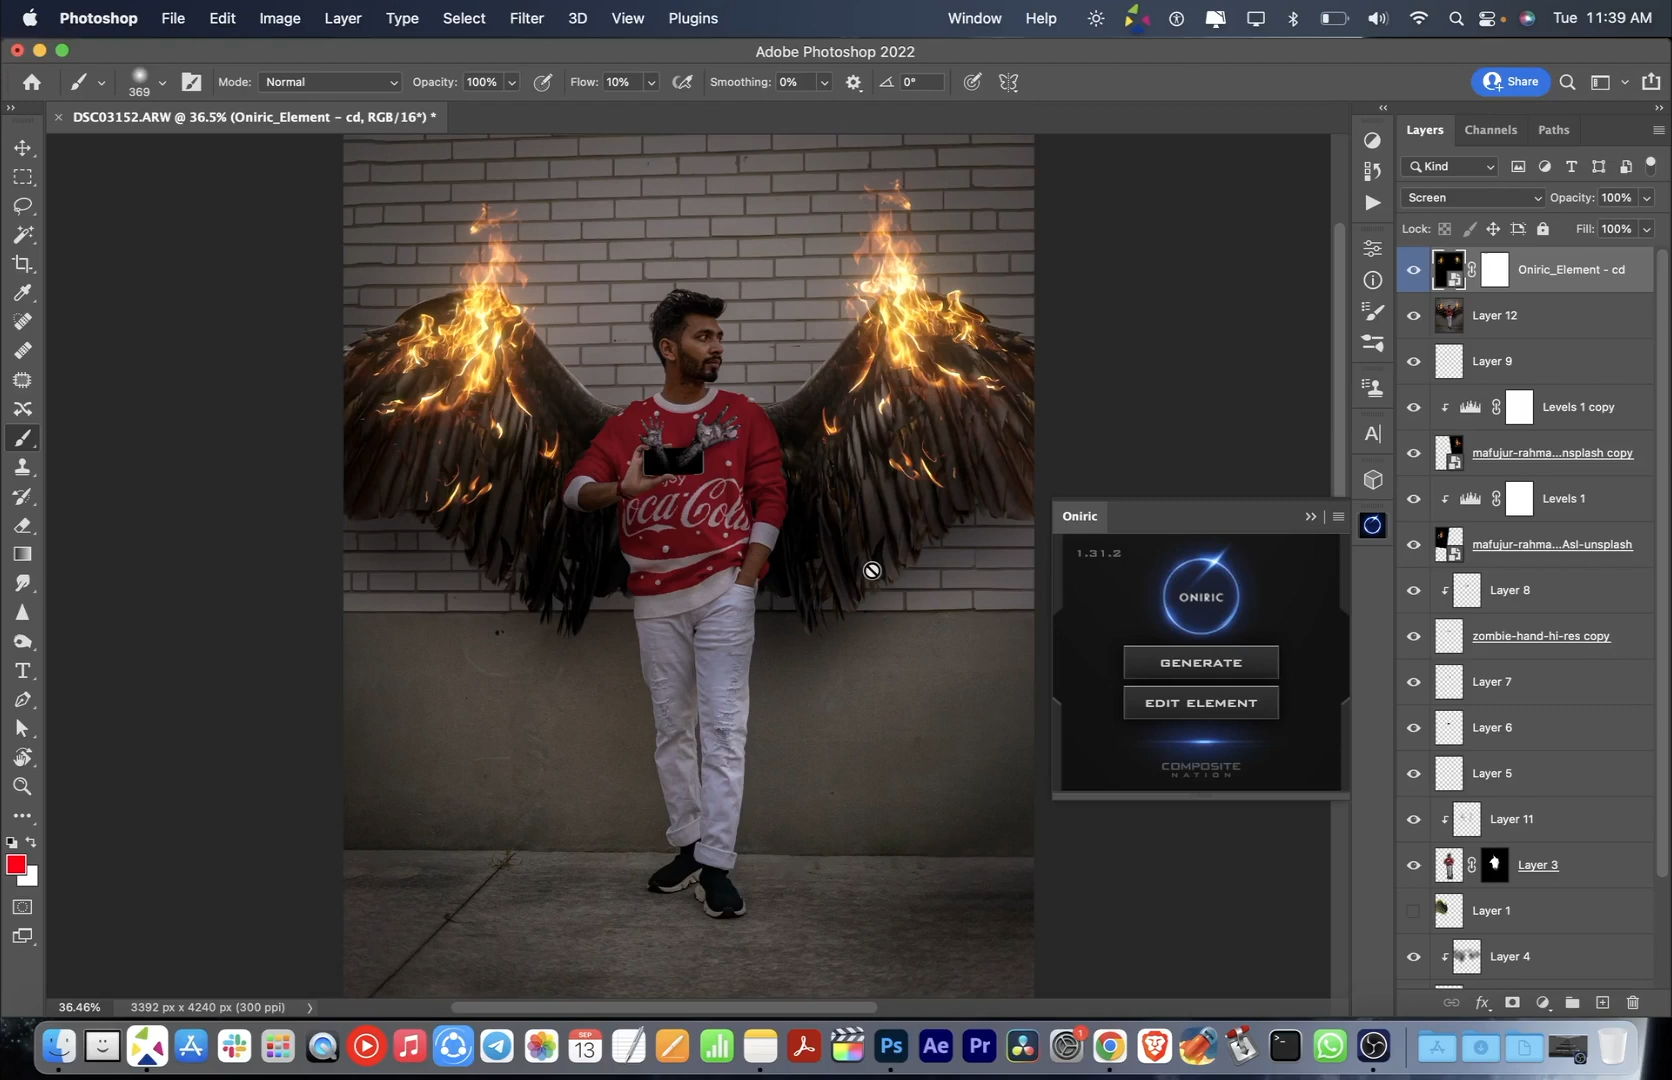 Photoshop File Edit Image Layer Type Select Filter 3D View Plugins Window Help Tue 11:39 AM
Adobe Photoshop 2022
369 Mode: Normal Opacity: 100% Flow: 10% Smoothing: 0% 0° Share
DSC03152.ARW @ 36.5% (Oniric_Element - cd, RGB/16*) *
Layers Channels Paths
Kind
Screen Opacity: 100%
Lock: Fill: 100%
Oniric_Element - cd
Layer 12
Layer 9
Levels 1 copy
mafujur-rahma...nsplash copy
Levels 1
mafujur-rahma...Asl-unsplash
Layer 8
zombie-hand-hi-res copy
Layer 7
Layer 6
Layer 5
Layer 11
Layer 3
Layer 1
Layer 4
Oniric
1.31.2
ONIRIC
GENERATE
EDIT ELEMENT
COMPOSITE
NATION
Coca-Cola
36.46% 3392 px x 4240 px (300 ppi)
SEP
13
Ps Ae Pr
1